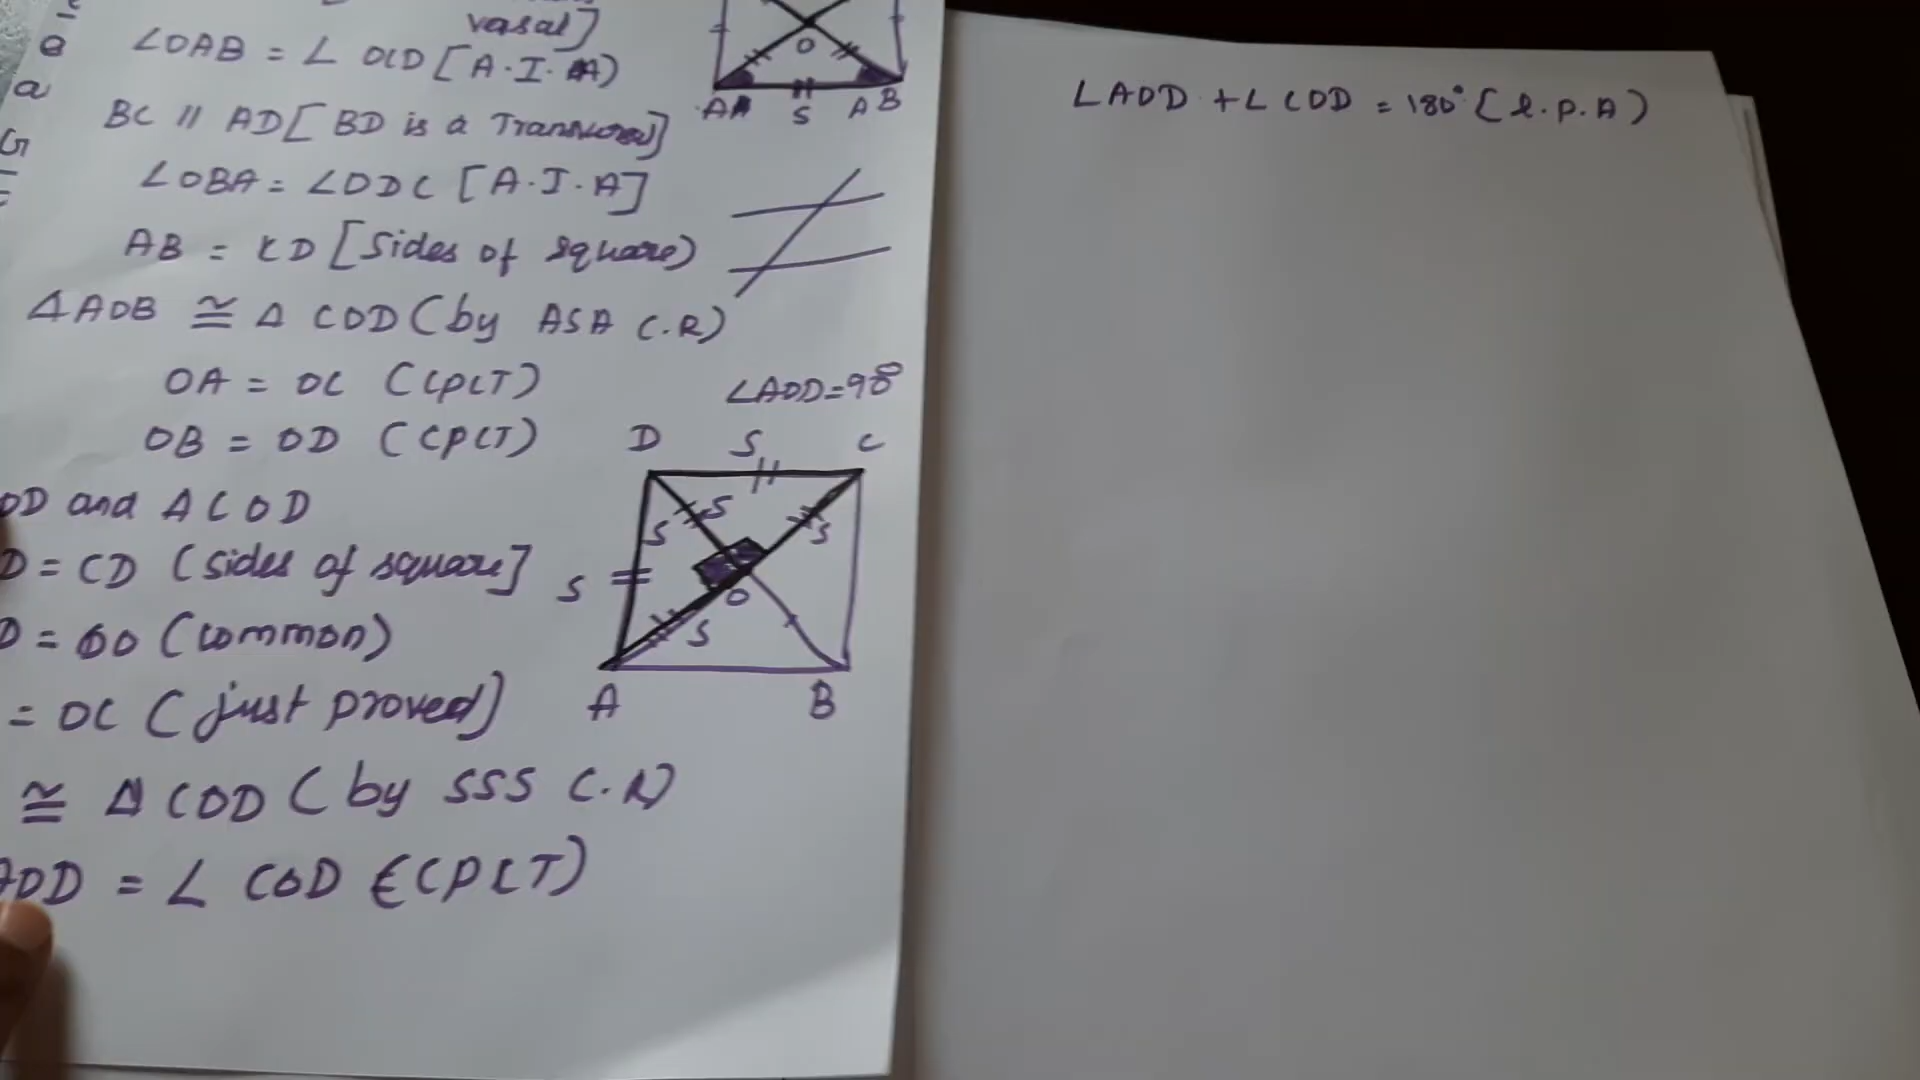 vasal]
∠OAB = ∠ OCD [A.I.A)
BC || AD [BD is a Transversal]
∠OBA = ∠ODC [A.I.A]
AB = CD [Sides of square)
∆AOB ≅ ∆ COD (by ASA C.R)
OA = OC (CPCT)
OB = OD (CPCT)
OD and ∆ COD
D = CD (sides of square]
D = OO (common)
= OC (just proved]
≅ ∆ COD (by SSS C.R)
AOD = ∠ COD (CPCT)
O
A
S
A B
∠AOD=90°
D S C
S S S
S
O
S
A B
∠AOD + ∠COD = 180° (l.p.A)